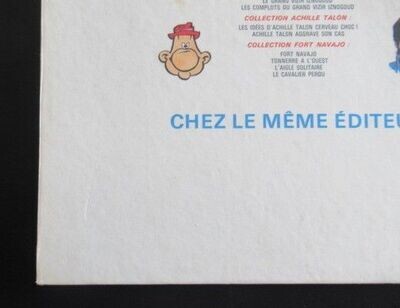 LE GRAND VIZIR IZNOGOUD
LES COMPLOTS DU GRAND VIZIR IZNOGOUD
COLLECTION ACHILLE TALON :
LES IDÉES D'ACHILLE TALON CERVEAU CHOC !
ACHILLE TALON AGGRAVE SON CAS
COLLECTION FORT NAVAJO :
FORT NAVAJO
TONNERRE A L'OUEST
L'AIGLE SOLITAIRE
LE CAVALIER PERDU
CHEZ LE MÊME ÉDITEU